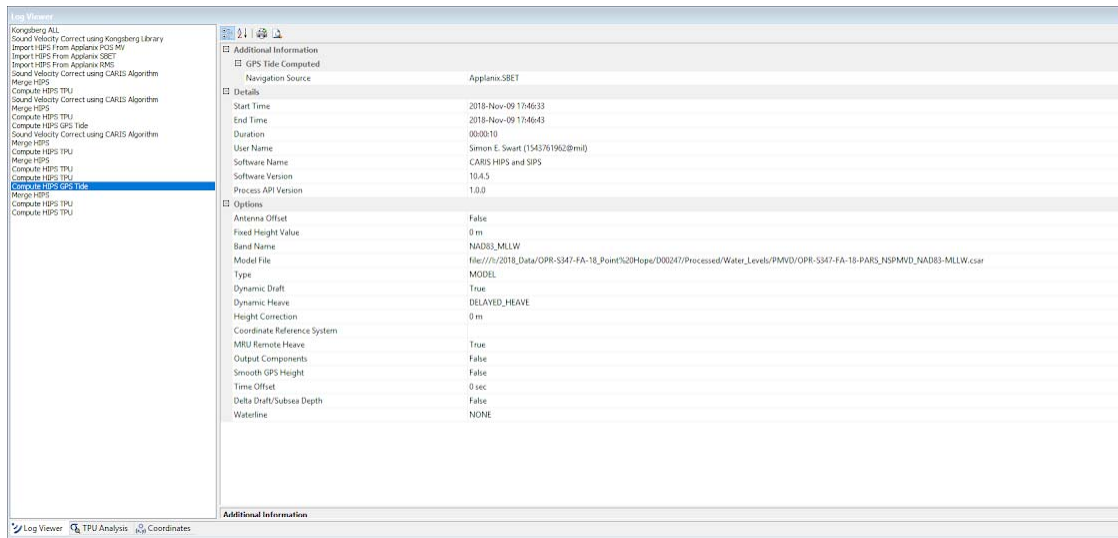 Log Viewer
Kongsberg ALL
Sound Velocity Correct using Kongsberg Library
Import HIPS From Applanix POS MV
Import HIPS From Applanix SBET
Import HIPS From Applanix RMS
Sound Velocity Correct using CARIS Algorithm
Merge HIPS
Compute HIPS TPU
Sound Velocity Correct using CARIS Algorithm
Merge HIPS
Compute HIPS TPU
Compute HIPS GPS Tide
Sound Velocity Correct using CARIS Algorithm
Merge HIPS
Compute HIPS TPU
Merge HIPS
Compute HIPS TPU
Compute HIPS TPU
Compute HIPS GPS Tide
Merge HIPS
Compute HIPS TPU
Compute HIPS TPU
Additional Information
GPS Tide Computed
Navigation Source Applanix.SBET
Details
Start Time 2018-Nov-09 17:46:33
End Time 2018-Nov-09 17:46:43
Duration 00:00:10
User Name Simon E. Swart (1543761962@mil)
Software Name CARIS HIPS and SIPS
Software Version 10.4.5
Process API Version 1.0.0
Options
Antenna Offset False
Fixed Height Value 0 m
Band Name NAD83_MLLW
Model File file:///I:/2018_Data/OPR-S347-FA-18_Point%20Hope/D00247/Processed/Water_Levels/PMVD/OPR-S347-FA-18-PARS_NSPMVD_NAD83-MLLW.csar
Type MODEL
Dynamic Draft True
Dynamic Heave DELAYED_HEAVE
Height Correction 0 m
Coordinate Reference System
MRU Remote Heave True
Output Components False
Smooth GPS Height False
Time Offset 0 sec
Delta Draft/Subsea Depth False
Waterline NONE
Additional Information
Log Viewer TPU Analysis Coordinates